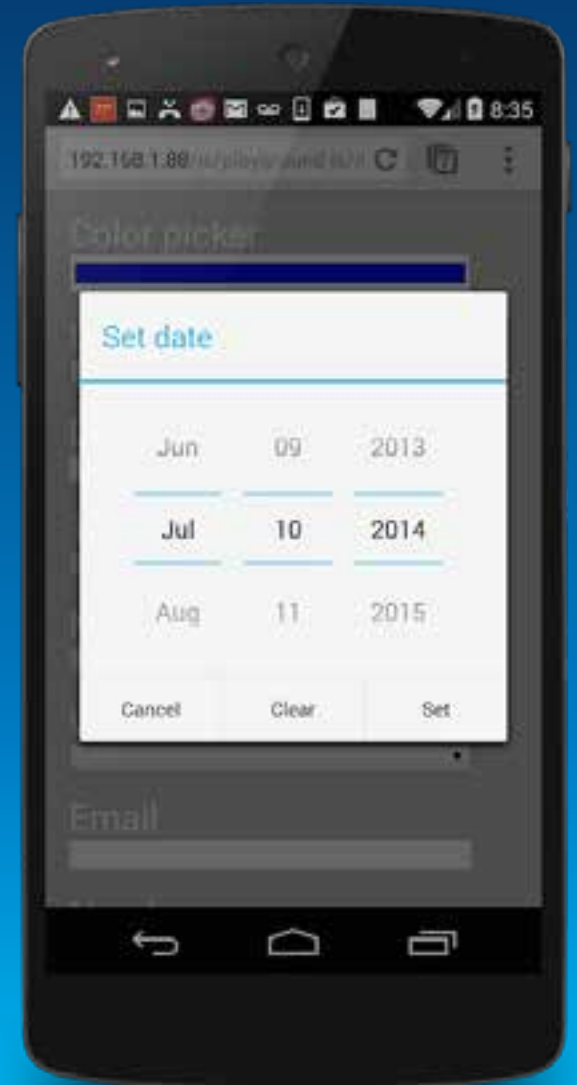 8:35
192.168.1.88
Color picker
Set date
Jun 09 2013
Jul 10 2014
Aug 11 2015
Cancel Clear Set
Email